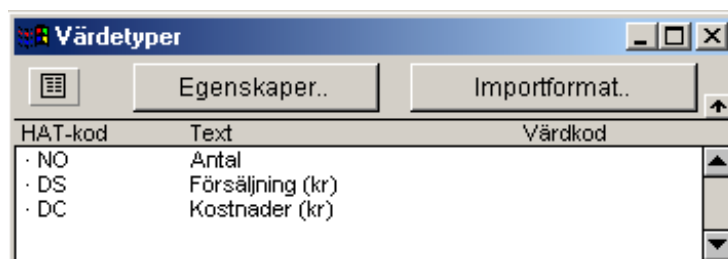 Värdetyper
Egenskaper.. Importformat..
HAT-kod Text Värdkod
· NO Antal
· DS Försäljning (kr)
· DC Kostnader (kr)